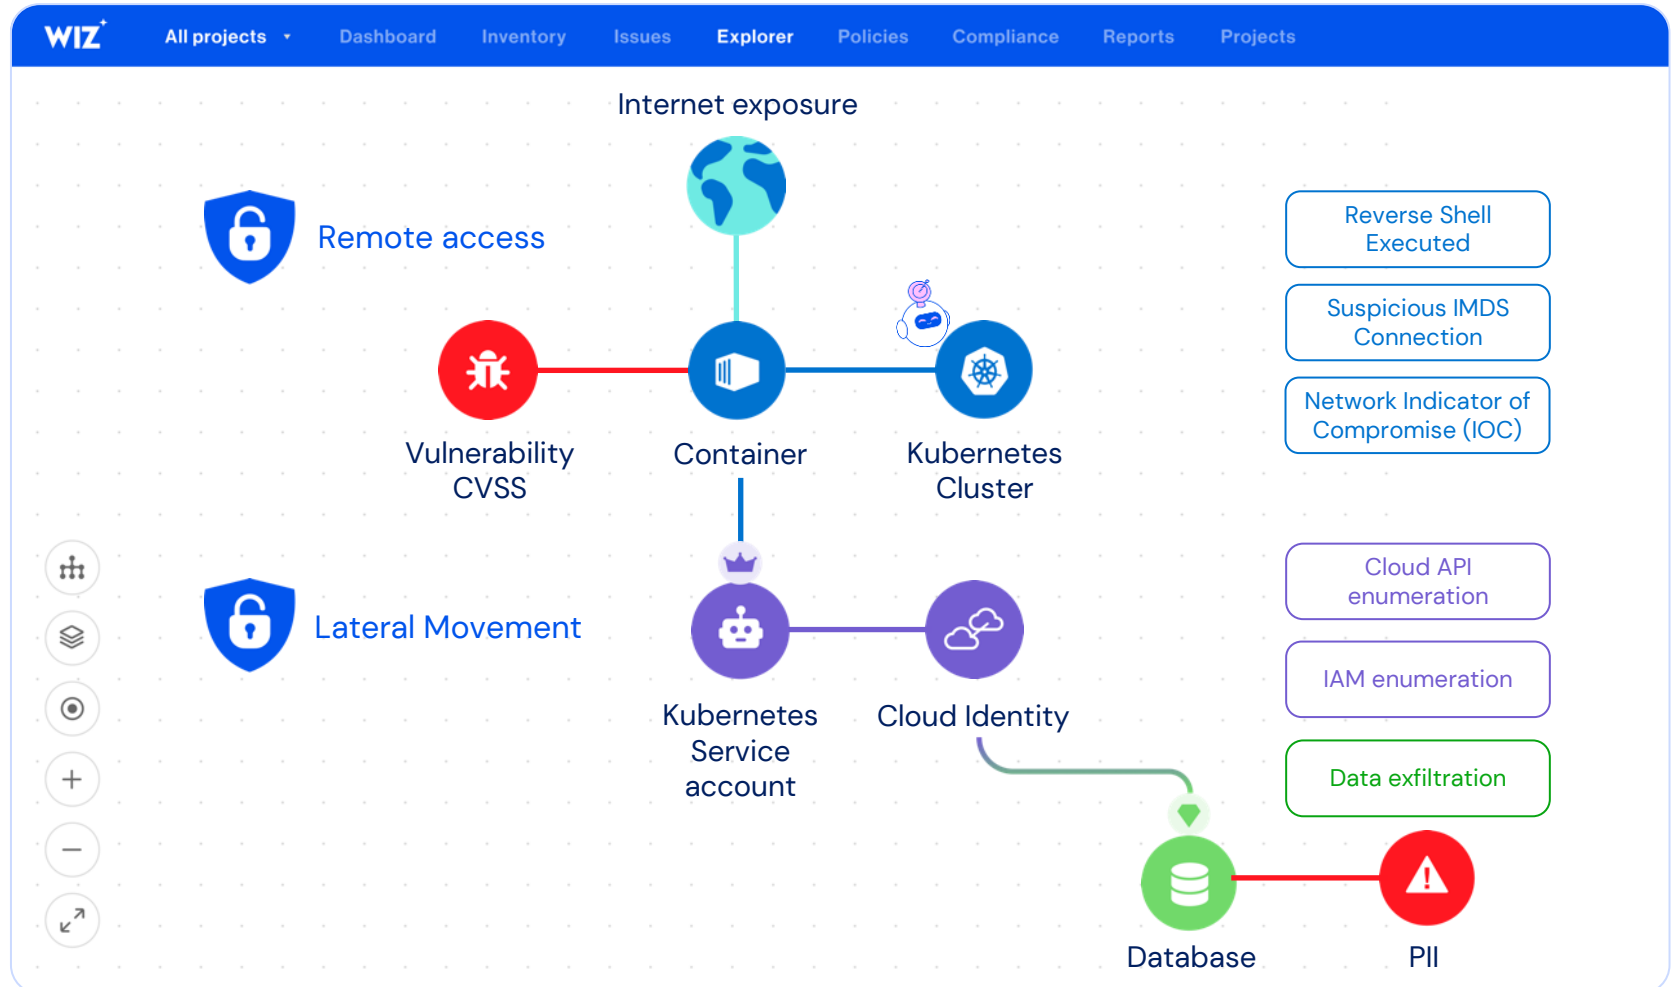 WIZ
All projects
Dashboard
Inventory
Issues
Explorer
Policies
Compliance
Reports
Projects
Internet exposure
Remote access
Reverse Shell
Executed
Suspicious IMDS
Connection
Network Indicator of
Compromise (IOC)
Vulnerability
CVSS
Container
Kubernetes
Cluster
Cloud API
enumeration
Lateral Movement
IAM enumeration
Kubernetes
Service
account
Cloud Identity
Data exfiltration
Database
PII